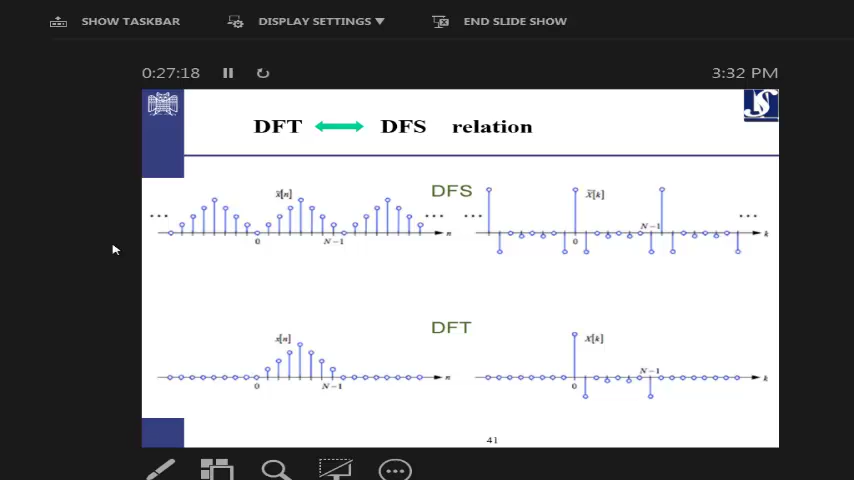 SHOW TASKBAR DISPLAY SETTINGS ▼ END SLIDE SHOW
0:27:18 3:32 PM
DFT ⟷ DFS relation
DFS
x̃[n] X̃[k]
... ... ... ...
0 N−1 n 0 N−1 k
DFT
x[n] X[k]
0 N−1 n 0 N−1 k
41